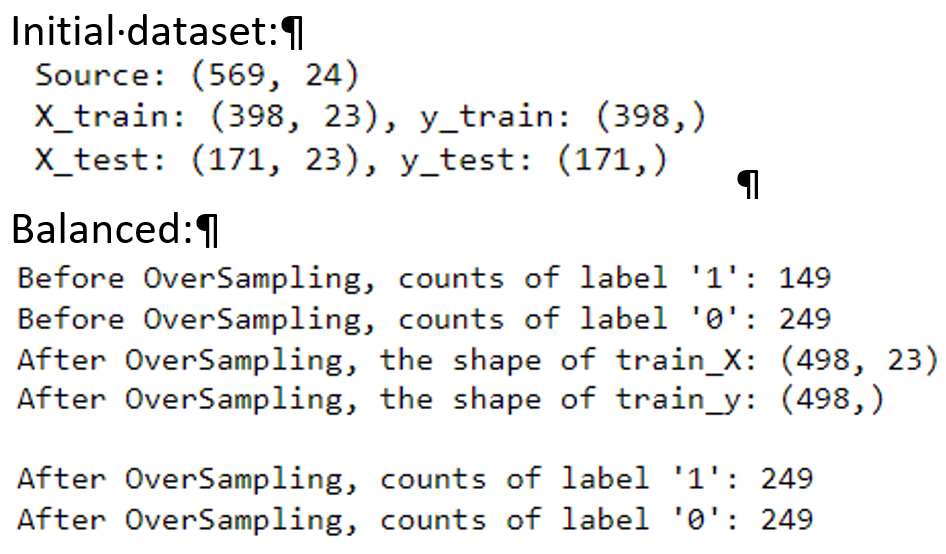 Initial·dataset:¶
Source: (569, 24)
X_train: (398, 23), y_train: (398,)
X_test: (171, 23), y_test: (171,)
¶
Balanced:¶
Before OverSampling, counts of label '1': 149
Before OverSampling, counts of label '0': 249
After OverSampling, the shape of train_X: (498, 23)
After OverSampling, the shape of train_y: (498,)
After OverSampling, counts of label '1': 249
After OverSampling, counts of label '0': 249